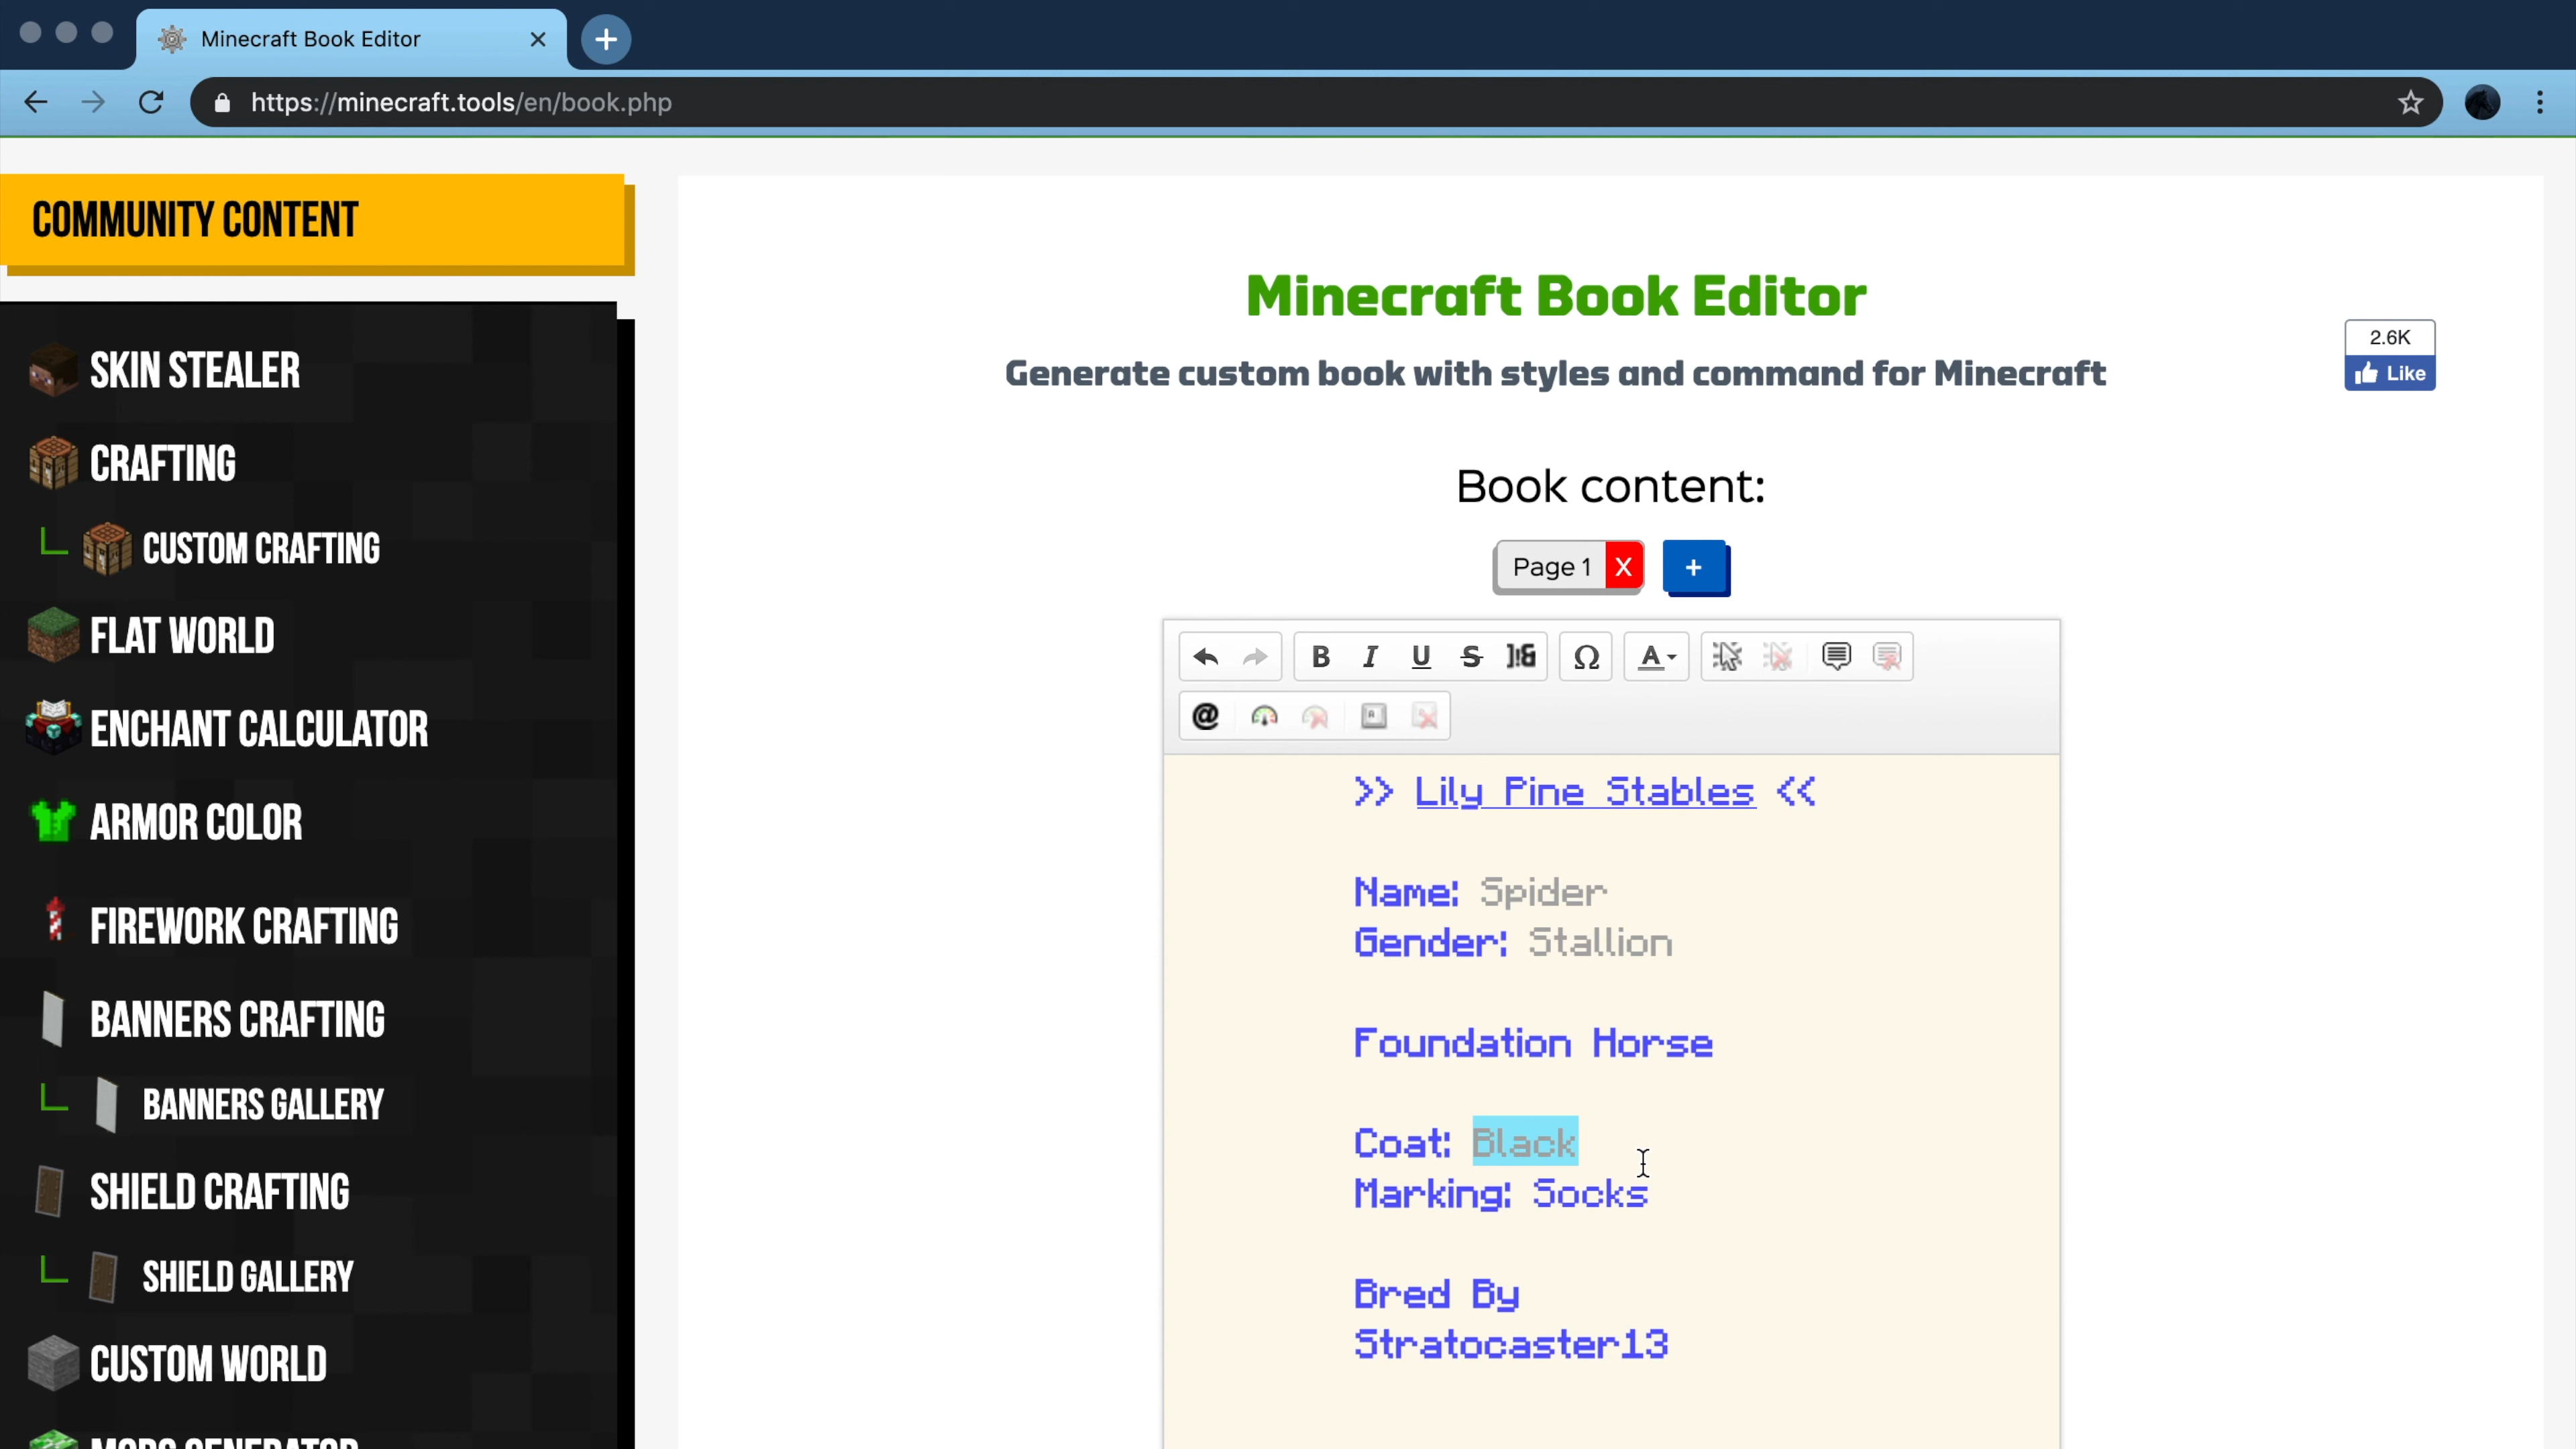 Minecraft Book Editor
https://minecraft.tools/en/book.php
COMMUNITY CONTENT
SKIN STEALER
CRAFTING
CUSTOM CRAFTING
FLAT WORLD
ENCHANT CALCULATOR
ARMOR COLOR
FIREWORK CRAFTING
BANNERS CRAFTING
BANNERS GALLERY
SHIELD CRAFTING
SHIELD GALLERY
CUSTOM WORLD
MOBS GENERATOR
Minecraft Book Editor
Generate custom book with styles and command for Minecraft
2.6K
Like
Book content:
Page 1 X +
B I U S Ω A
@
>> Lily Pine Stables <<
Name: Spider
Gender: Stallion
Foundation Horse
Coat: Black
Marking: Socks
Bred By
Stratocaster13